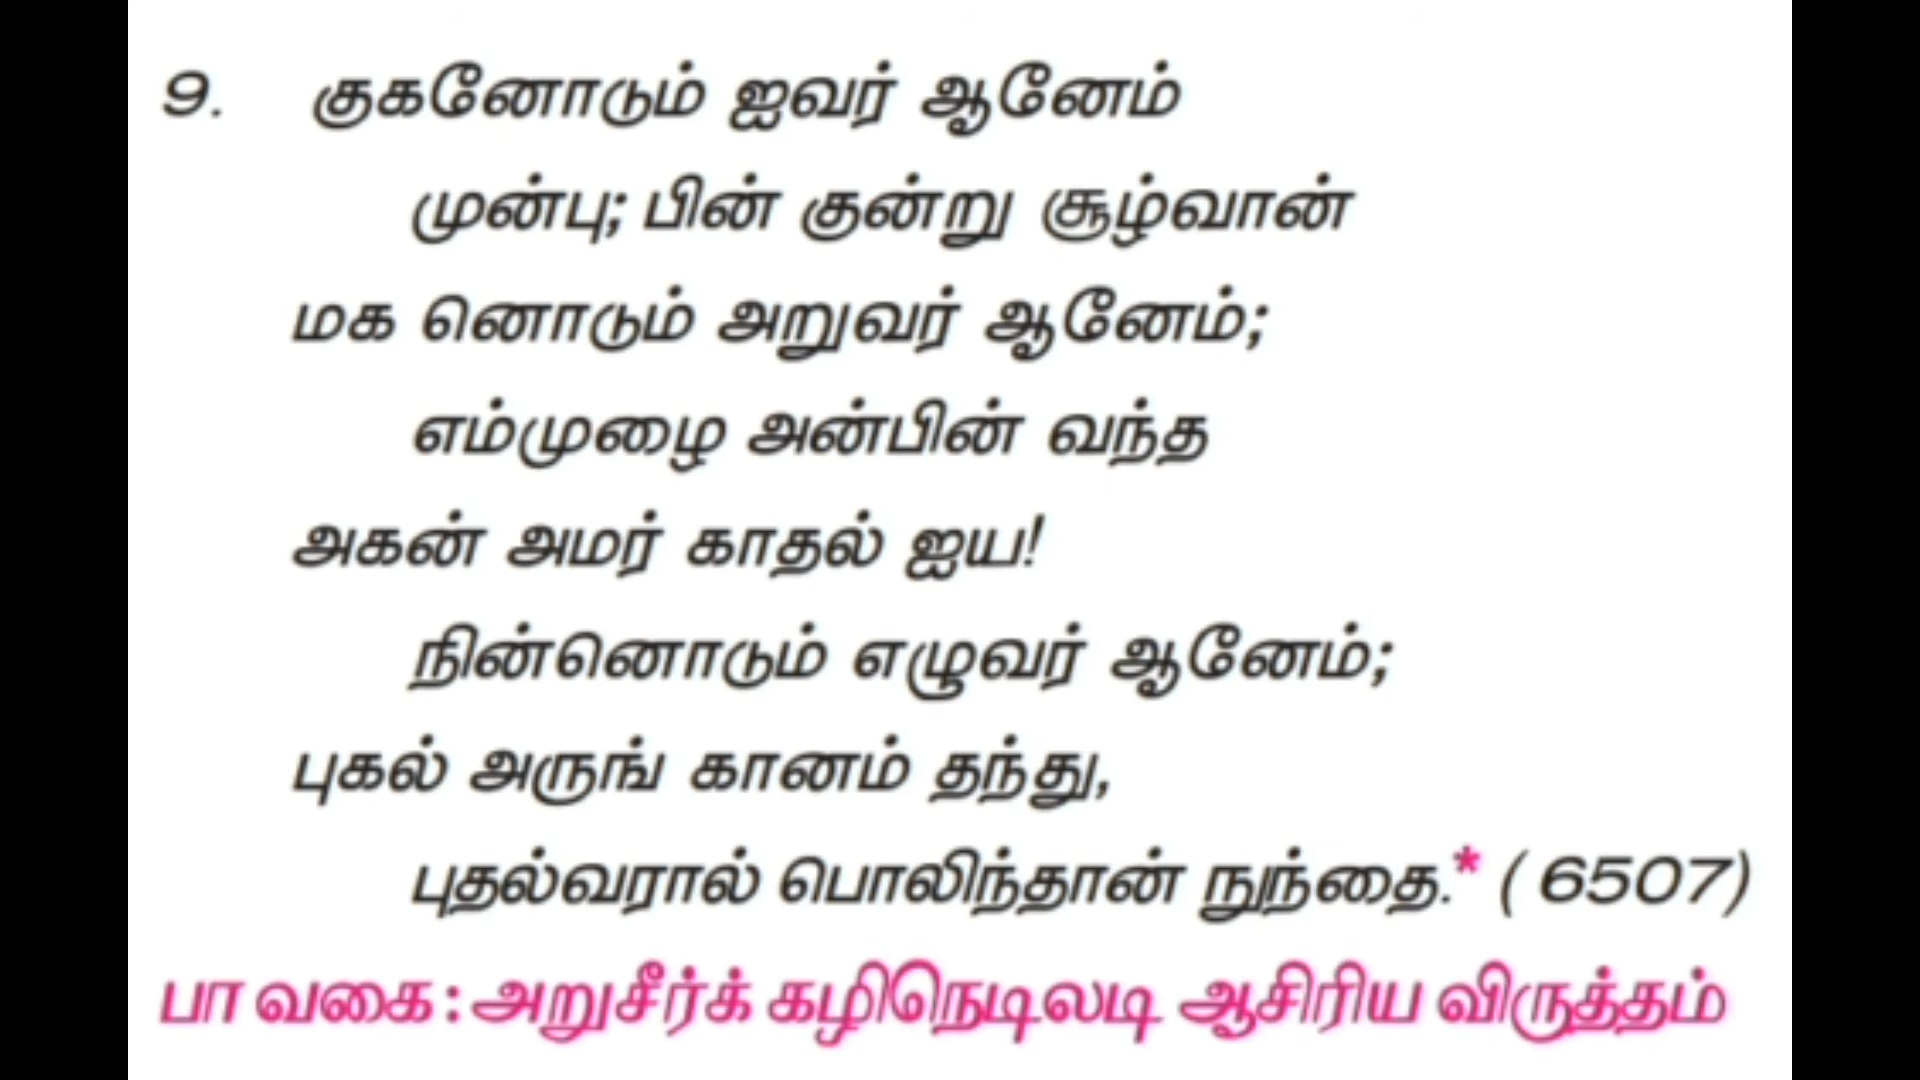 9. குகனோடும் ஐவர் ஆனேம்
முன்பு; பின் குன்று சூழ்வான்
மக னொடும் அறுவர் ஆனேம்;
எம்முழை அன்பின் வந்த
அகன் அமர் காதல் ஐய!
நின்னொடும் எழுவர் ஆனேம்;
புகல் அருங் கானம் தந்து,
புதல்வரால் பொலிந்தான் நுந்தை.* ( 6507)
பா வகை : அறுசீர்க் கழிநெடிலடி ஆசிரிய விருத்தம்